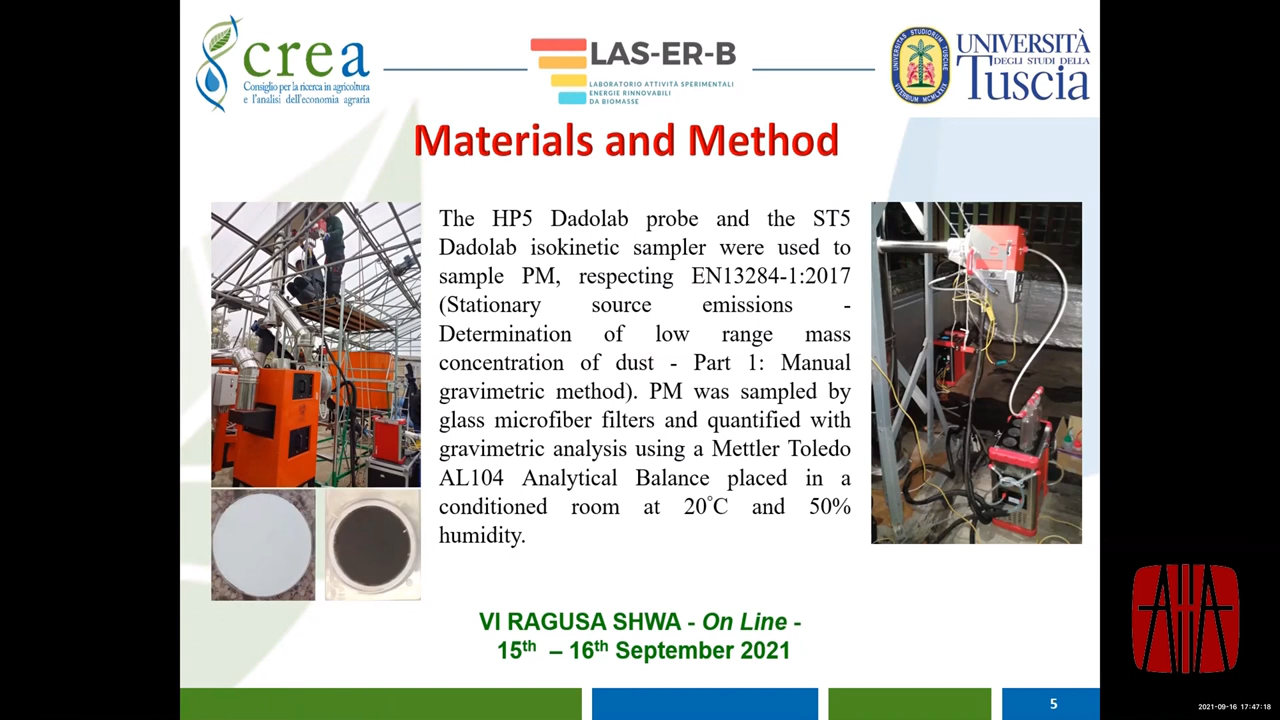 crea
Consiglio per la ricerca in agricoltura
e l'analisi dell'economia agraria
LAS-ER-B
LABORATORIO ATTIVITÀ SPERIMENTALI
ENERGIE RINNOVABILI
DA BIOMASSE
UNIVERSITÀ
DEGLI STUDI DELLA
Tuscia
Materials and Method
The HP5 Dadolab probe and the ST5
Dadolab isokinetic sampler were used to
sample PM, respecting EN13284-1:2017
(Stationary source emissions -
Determination of low range mass
concentration of dust - Part 1: Manual
gravimetric method). PM was sampled by
glass microfiber filters and quantified with
gravimetric analysis using a Mettler Toledo
AL104 Analytical Balance placed in a
conditioned room at 20°C and 50%
humidity.
VI RAGUSA SHWA - On Line -
15th – 16th September 2021
5
AIIA
2021-09-16 17:47:18